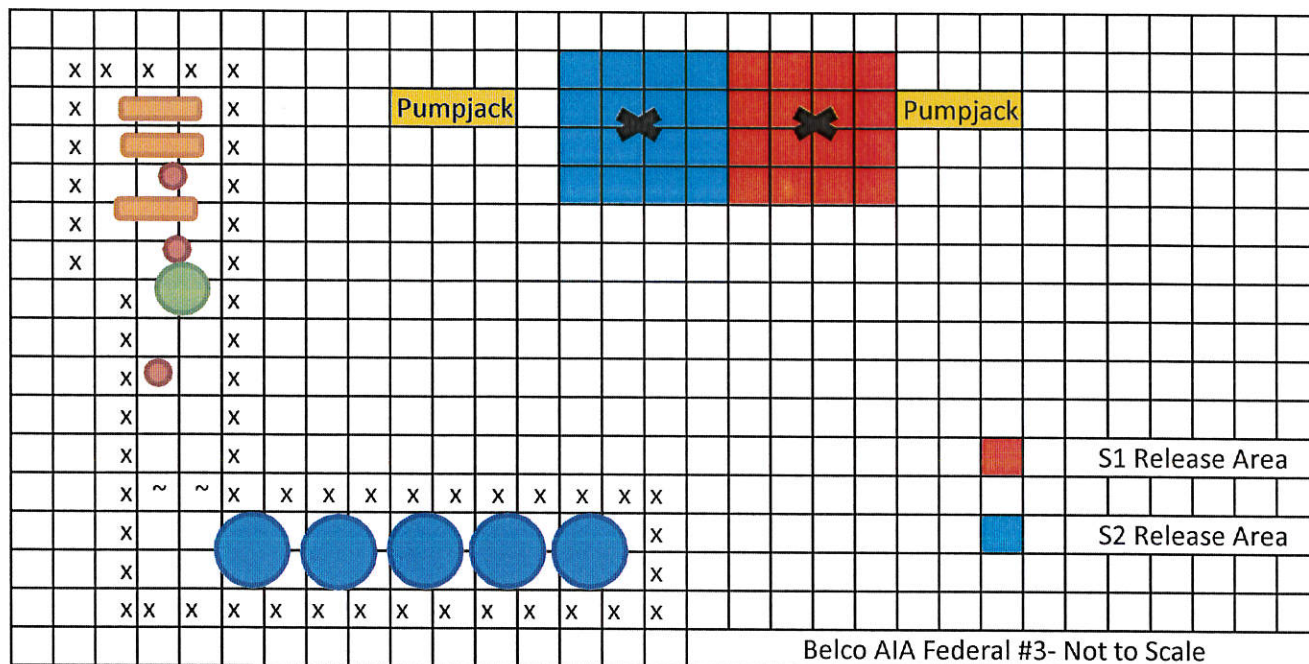 x x x x x
x x Pumpjack Pumpjack
x x
x x
x x
x x
x x
x x
x x
x x
x x S1 Release Area
x ~ ~ x x x x x x x x x x x
x S2 Release Area
x x
x x x x x x x x x x x x x x
Belco AIA Federal #3- Not to Scale